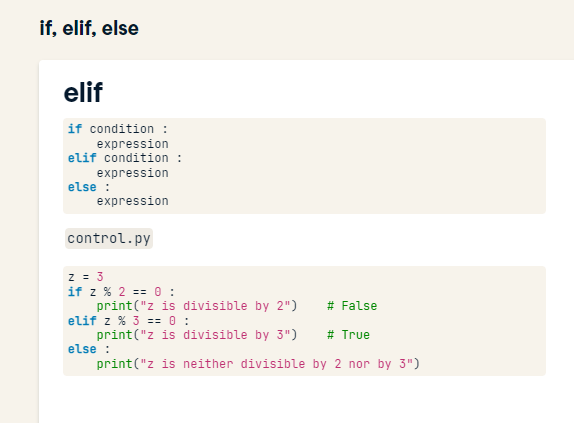 if, elif, else
elif
if condition :
    expression
elif condition :
    expression
else :
    expression
control.py
z = 3
if z % 2 == 0 :
    print("z is divisible by 2")    # False
elif z % 3 == 0 :
    print("z is divisible by 3")    # True
else :
    print("z is neither divisible by 2 nor by 3")